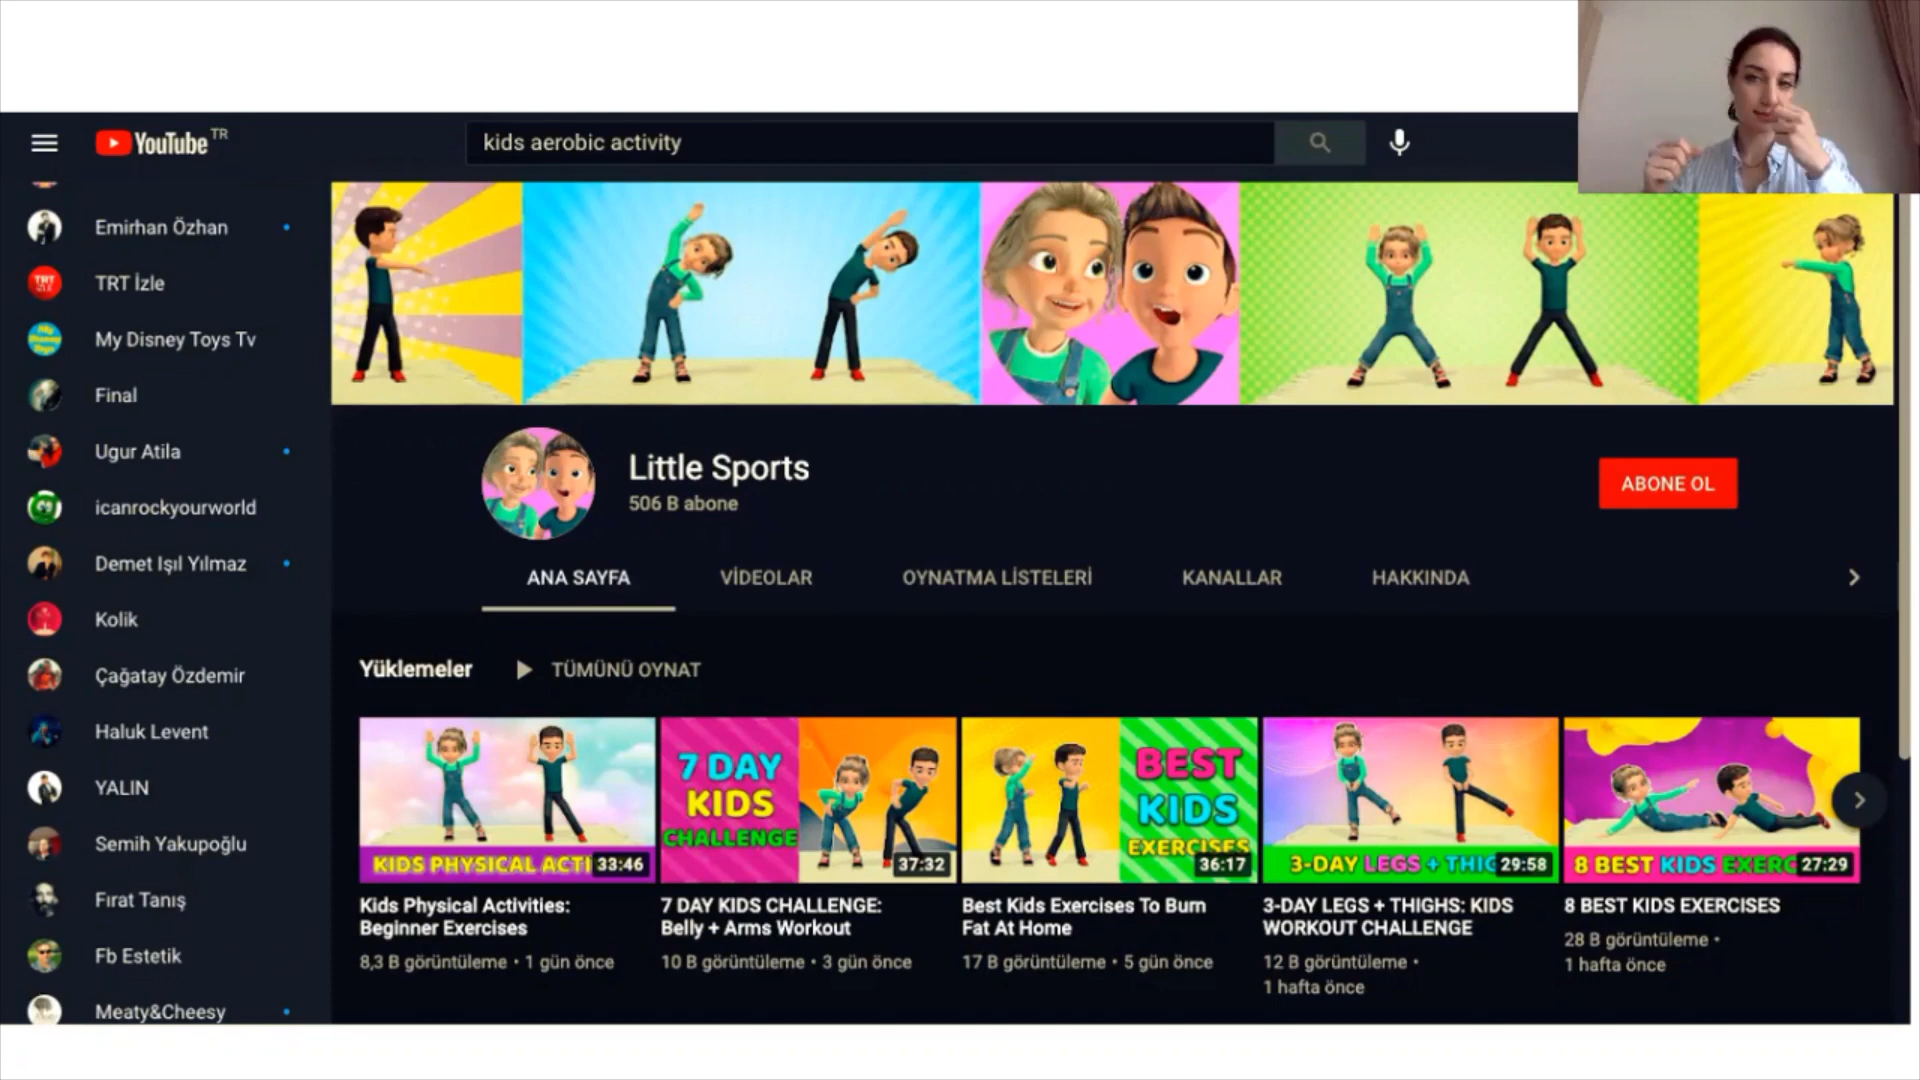 YouTube TR
kids aerobic activity
Emirhan Özhan
TRT İzle
My Disney Toys Tv
Final
Ugur Atila
icanrockyourworld
Demet Işıl Yılmaz
Kolik
Çağatay Özdemir
Haluk Levent
YALIN
Semih Yakupoğlu
Fırat Tanış
Fb Estetik
Meaty&Cheesy
Little Sports
506 B abone
ABONE OL
ANA SAYFA VİDEOLAR OYNATMA LİSTELERİ KANALLAR HAKKINDA
Yüklemeler TÜMÜNÜ OYNAT
KIDS PHYSICAL ACTI 33:46
Kids Physical Activities:
Beginner Exercises
8,3 B görüntüleme • 1 gün önce
7 DAY
KIDS
CHALLENGE
37:32
7 DAY KIDS CHALLENGE:
Belly + Arms Workout
10 B görüntüleme • 3 gün önce
BEST
KIDS
EXERCISES
36:17
Best Kids Exercises To Burn
Fat At Home
17 B görüntüleme • 5 gün önce
3-DAY LEGS + THIG 29:58
3-DAY LEGS + THIGHS: KIDS
WORKOUT CHALLENGE
12 B görüntüleme •
1 hafta önce
8 BEST KIDS EXERC 27:29
8 BEST KIDS EXERCISES
28 B görüntüleme •
1 hafta önce